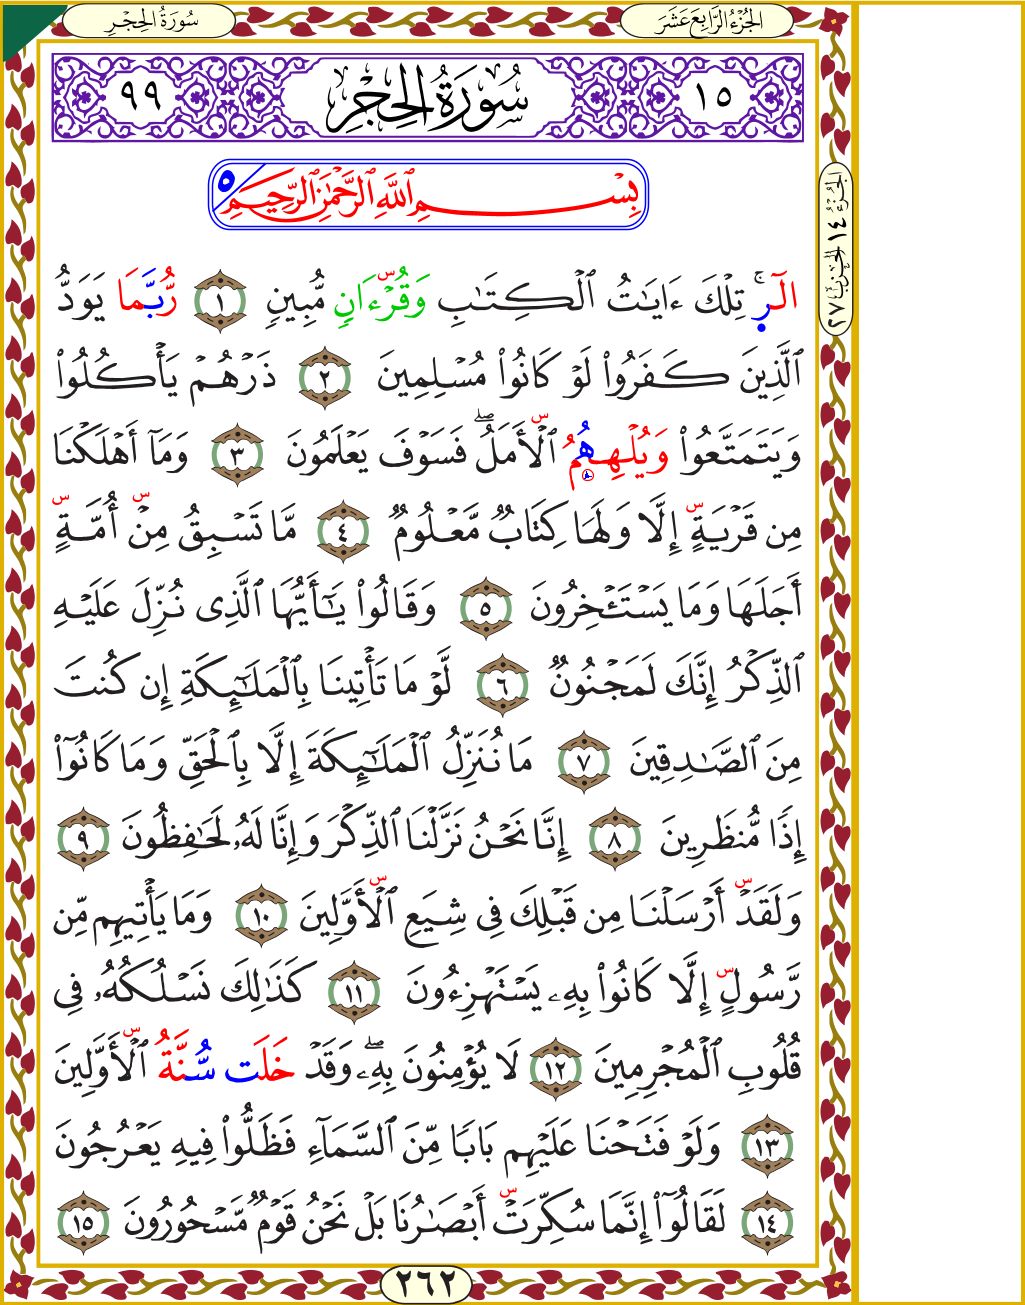 سُورَةُ الحِجْرِ
الجُزْءُ الرَّابِعَ عَشَرَ
٩٩ سُورَةُ الحِجْرِ ١٥
بِسْمِ ٱللَّهِ ٱلرَّحْمَٰنِ ٱلرَّحِيمِ ٥
الٓرۚ تِلْكَ ءَايَٰتُ ٱلْكِتَٰبِ وَقُرْءَانٍ مُّبِينٍ ١ رُّبَّمَا يَوَدُّ
ٱلَّذِينَ كَفَرُوا۟ لَوْ كَانُوا۟ مُسْلِمِينَ ٢ ذَرْهُمْ يَأْكُلُوا۟
وَيَتَمَتَّعُوا۟ وَيُلْهِهُمُ ٱلْأَمَلُۖ فَسَوْفَ يَعْلَمُونَ ٣ وَمَآ أَهْلَكْنَا
مِن قَرْيَةٍ إِلَّا وَلَهَا كِتَابٌ مَّعْلُومٌ ٤ مَّا تَسْبِقُ مِنْ أُمَّةٍ
أَجَلَهَا وَمَا يَسْتَـْٔخِرُونَ ٥ وَقَالُوا۟ يَٰٓأَيُّهَا ٱلَّذِى نُزِّلَ عَلَيْهِ
ٱلذِّكْرُ إِنَّكَ لَمَجْنُونٌ ٦ لَّوْ مَا تَأْتِينَا بِٱلْمَلَٰٓئِكَةِ إِن كُنتَ
مِنَ ٱلصَّٰدِقِينَ ٧ مَا نُنَزِّلُ ٱلْمَلَٰٓئِكَةَ إِلَّا بِٱلْحَقِّ وَمَا كَانُوٓا۟
إِذًا مُّنظَرِينَ ٨ إِنَّا نَحْنُ نَزَّلْنَا ٱلذِّكْرَ وَإِنَّا لَهُۥ لَحَٰفِظُونَ ٩
وَلَقَدْ أَرْسَلْنَا مِن قَبْلِكَ فِى شِيَعِ ٱلْأَوَّلِينَ ١٠ وَمَا يَأْتِيهِم مِّن
رَّسُولٍ إِلَّا كَانُوا۟ بِهِۦ يَسْتَهْزِءُونَ ١١ كَذَٰلِكَ نَسْلُكُهُۥ فِى
قُلُوبِ ٱلْمُجْرِمِينَ ١٢ لَا يُؤْمِنُونَ بِهِۦۖ وَقَدْ خَلَت سُّنَّةُ ٱلْأَوَّلِينَ
١٣ وَلَوْ فَتَحْنَا عَلَيْهِم بَابًا مِّنَ ٱلسَّمَآءِ فَظَلُّوا۟ فِيهِ يَعْرُجُونَ
١٤ لَقَالُوٓا۟ إِنَّمَا سُكِّرَتْ أَبْصَٰرُنَا بَلْ نَحْنُ قَوْمٌ مَّسْحُورُونَ ١٥
الجُزْءُ ١٤ الحِزْبُ ٢٧
٢٦٢